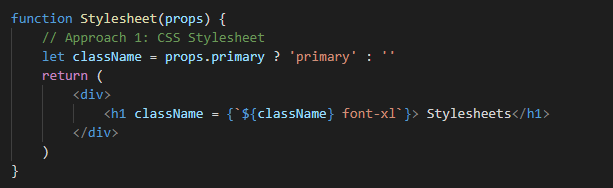 function Stylesheet(props) {
    // Approach 1: CSS Stylesheet
    let className = props.primary ? 'primary' : ''
    return (
        <div>
            <h1 className = {`${className} font-xl`}> Stylesheets</h1>
        </div>
    )
}